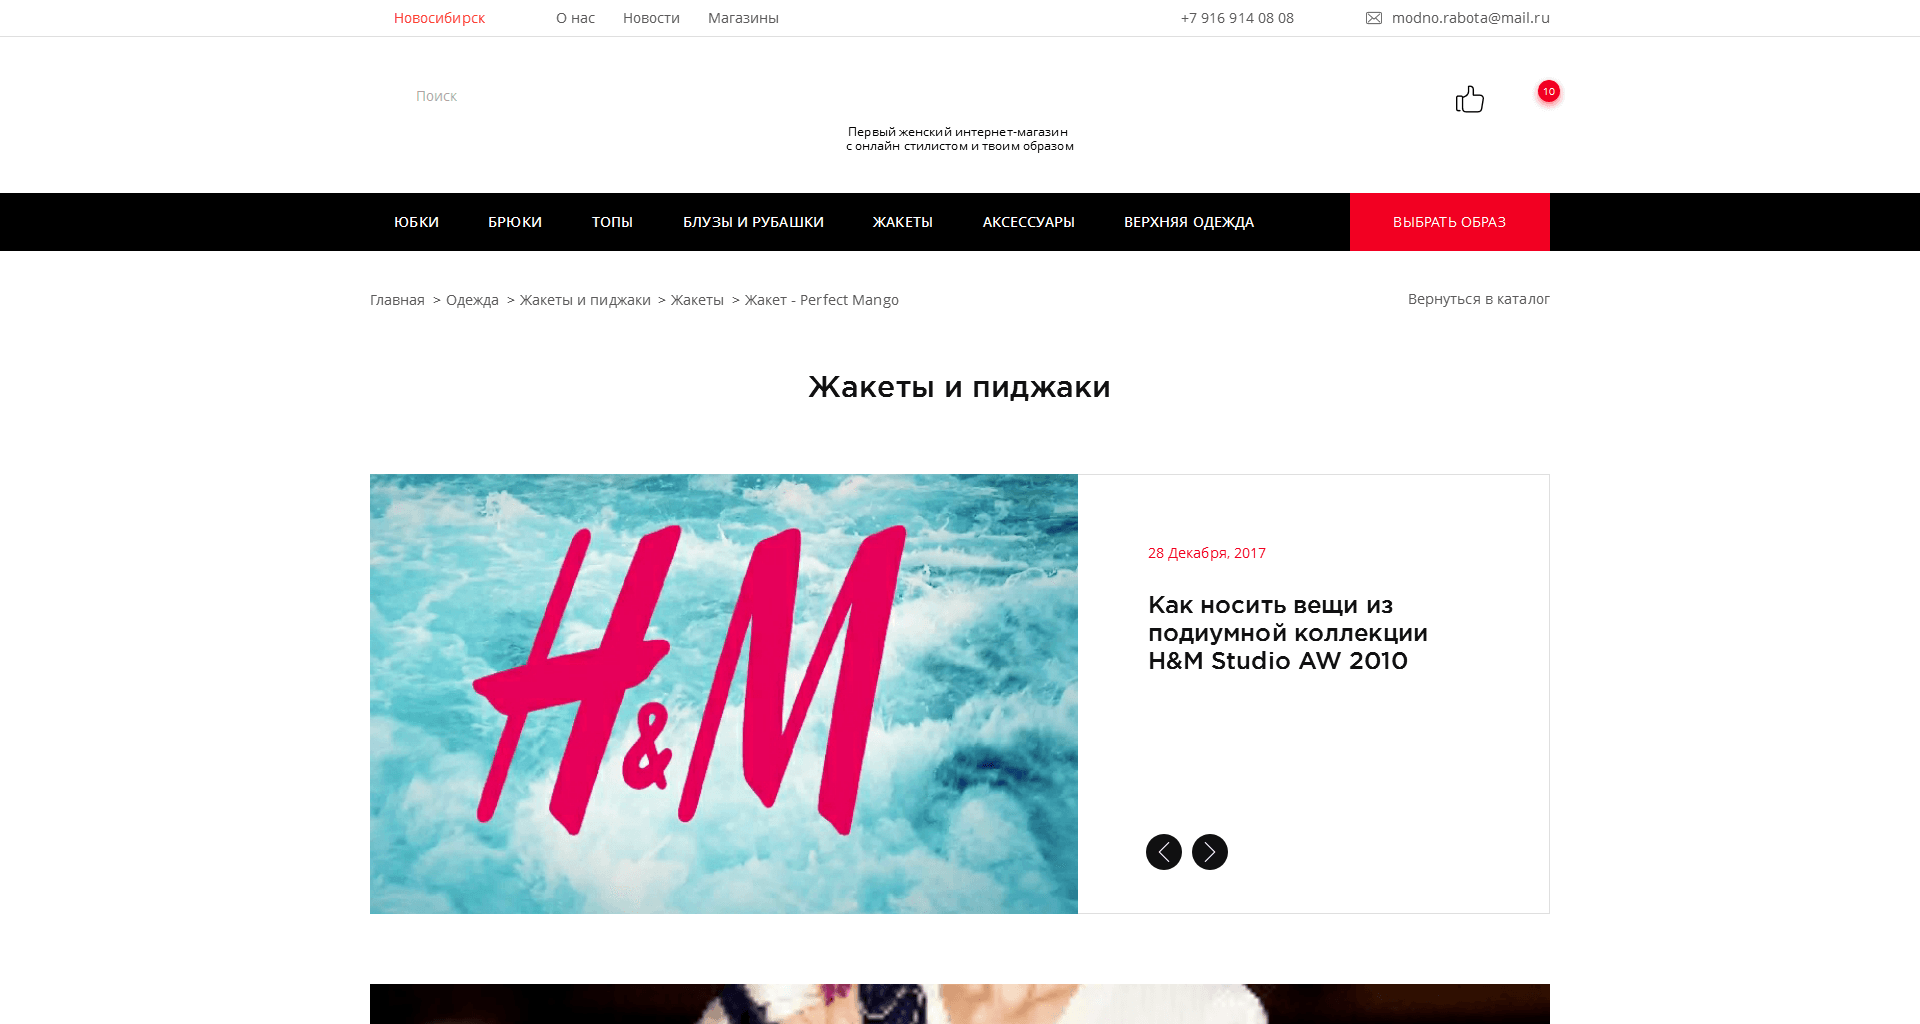 Новосибирск О нас Новости Магазины +7 916 914 08 08 modno.rabota@mail.ru
Поиск
10
Первый женский интернет-магазин
с онлайн стилистом и твоим образом
ЮБКИ БРЮКИ ТОПЫ БЛУЗЫ И РУБАШКИ ЖАКЕТЫ АКСЕССУАРЫ ВЕРХНЯЯ ОДЕЖДА ВЫБРАТЬ ОБРАЗ
Главная > Одежда > Жакеты и пиджаки > Жакеты > Жакет - Perfect Mango Вернуться в каталог
Жакеты и пиджаки
H&M
28 Декабря, 2017
Как носить вещи из
подиумной коллекции
H&M Studio AW 2010